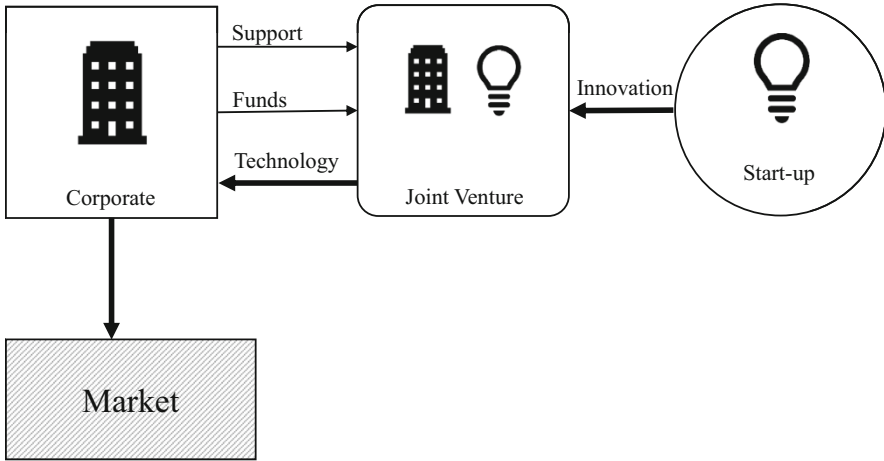 Support
Funds
Technology
Innovation
Corporate
Joint Venture
Start-up
Market